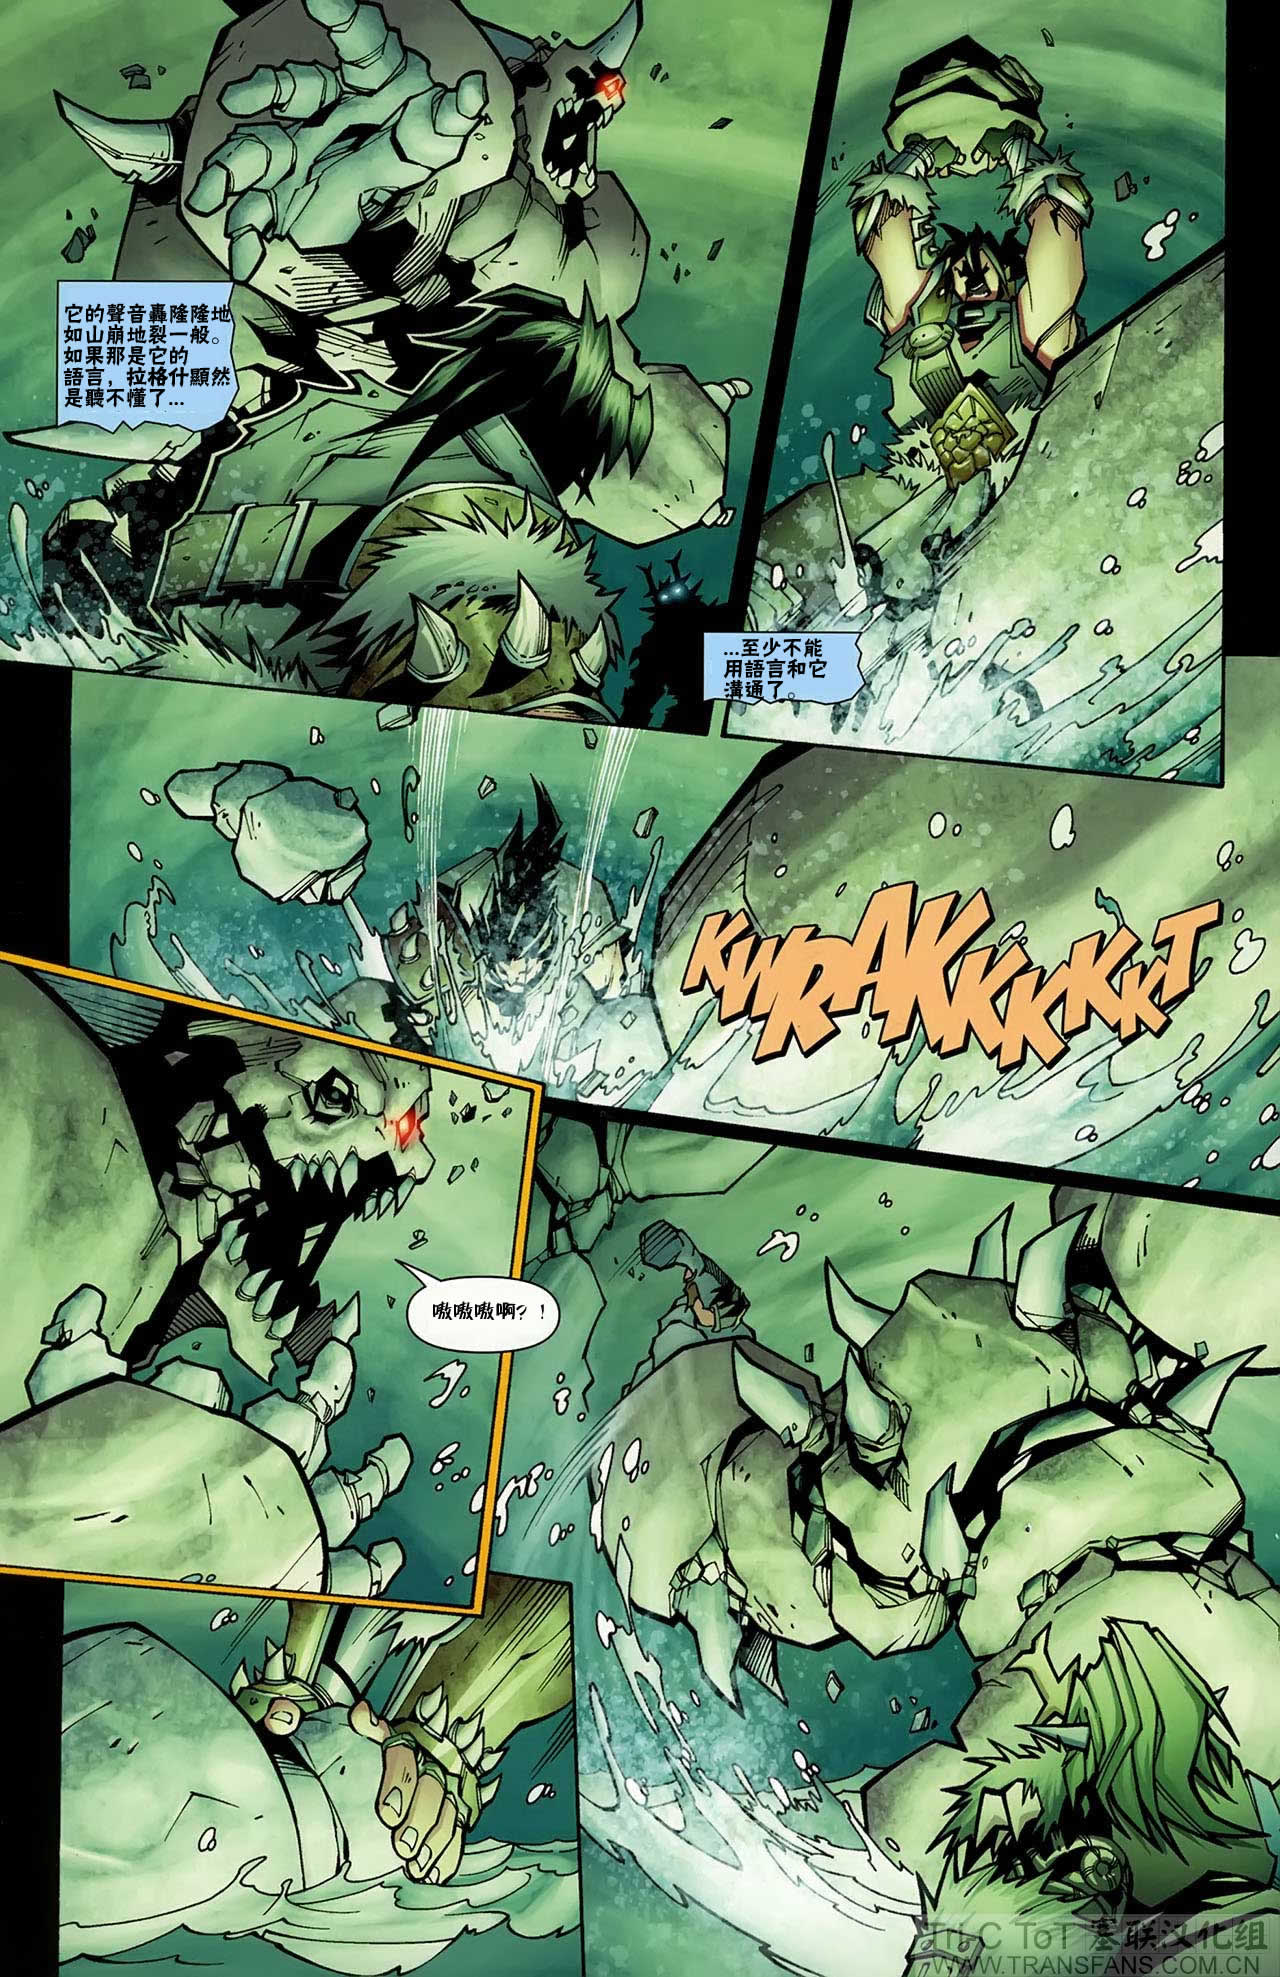 它的聲音轟隆隆地
如山崩地裂一般。
如果那是它的
語言，拉格什顯然
是聽不懂了...
...至少不能
用語言和它
溝通了。
KWRAKKKKKT
嗷嗷嗷啊？！
TLC ToT 塞联汉化组
WWW.TRANSFANS.COM.CN